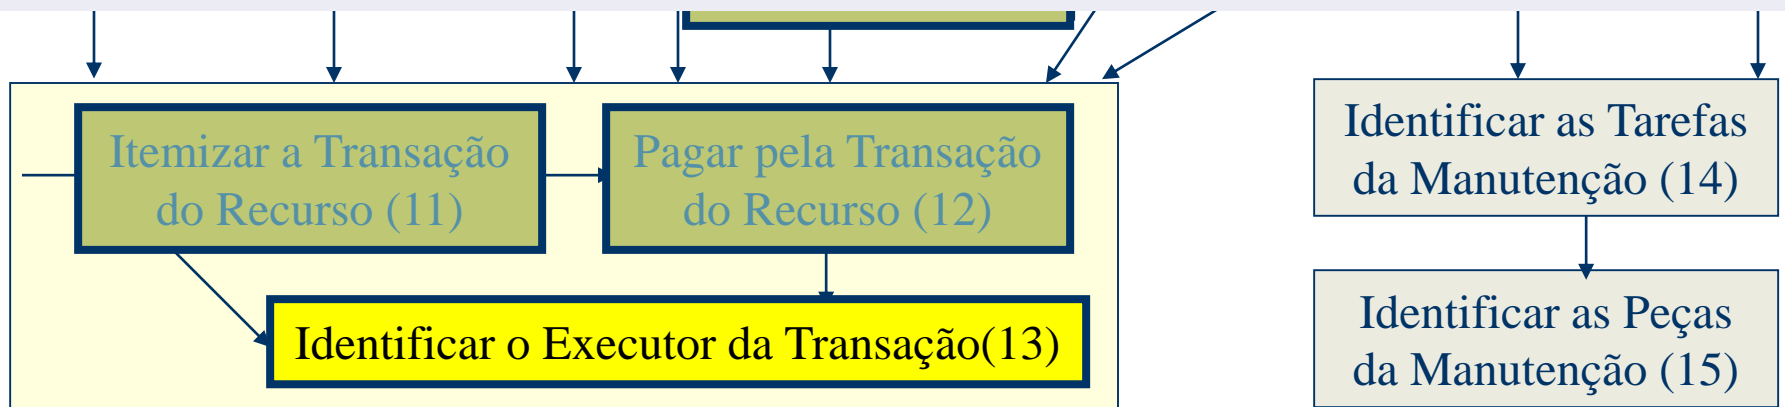 Itemizar a Transação
do Recurso (11)
Pagar pela Transação
do Recurso (12)
Identificar o Executor da Transação(13)
Identificar as Tarefas
da Manutenção (14)
Identificar as Peças
da Manutenção (15)